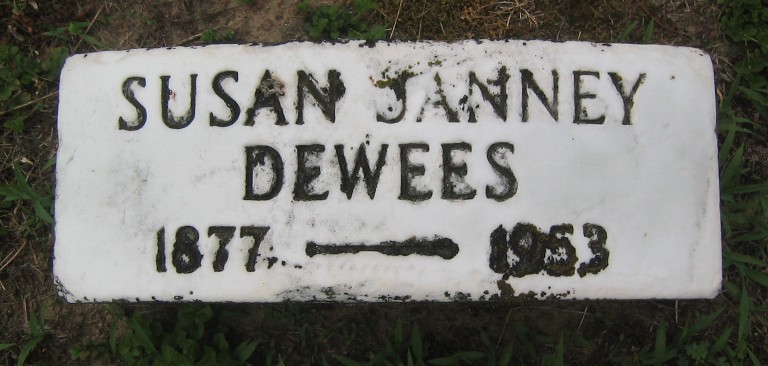 SUSAN JANNEY
DEWEES
1877 — 1953